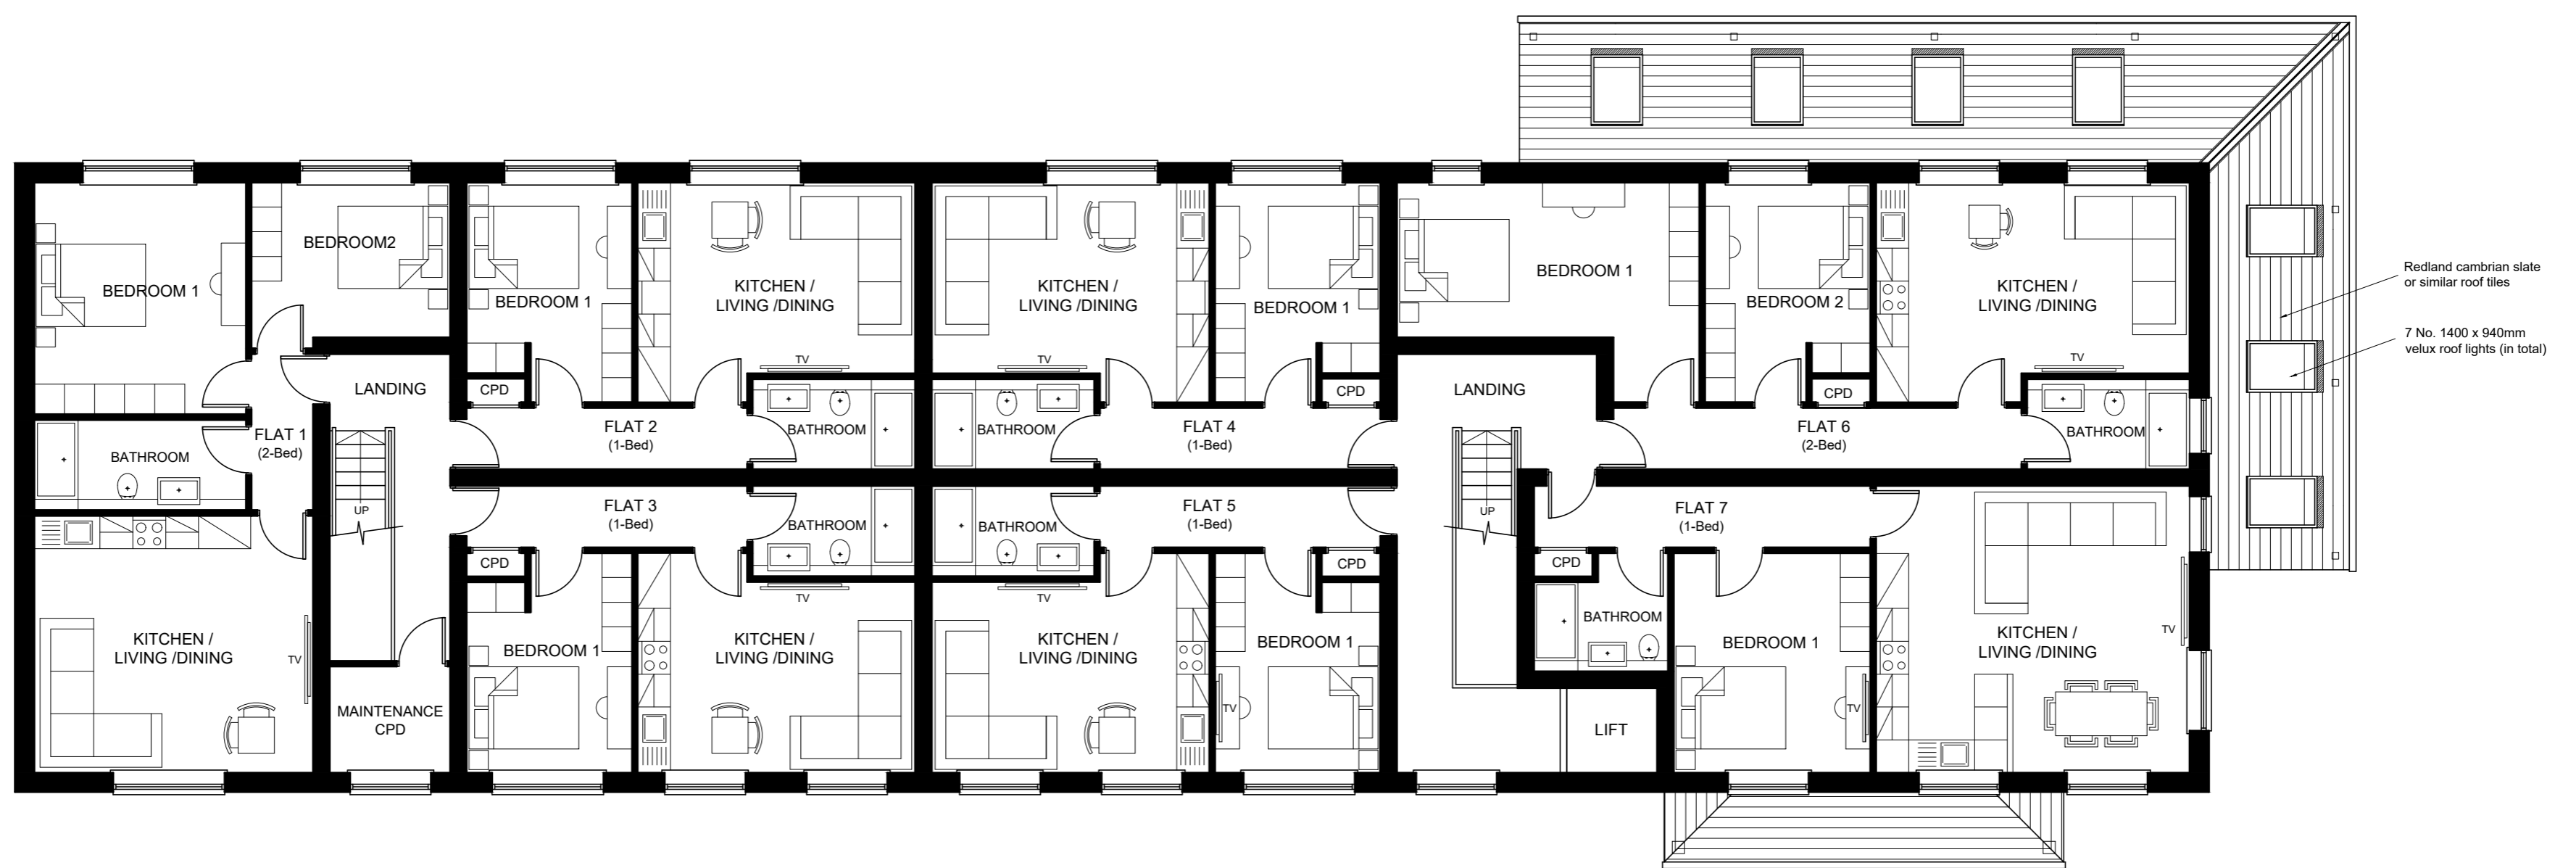 BEDROOM 1
BEDROOM2
BATHROOM
FLAT 1
(2-Bed)
KITCHEN /
LIVING /DINING
TV
LANDING
UP
MAINTENANCE
CPD
BEDROOM 1
CPD
KITCHEN /
LIVING /DINING
TV
FLAT 2
(1-Bed)
BATHROOM
FLAT 3
(1-Bed)
BATHROOM
CPD
BEDROOM 1
TV
KITCHEN /
LIVING /DINING
KITCHEN /
LIVING /DINING
TV
BEDROOM 1
CPD
BATHROOM
FLAT 4
(1-Bed)
BATHROOM
FLAT 5
(1-Bed)
TV
KITCHEN /
LIVING /DINING
CPD
BEDROOM 1
TV
LANDING
UP
LIFT
BEDROOM 1
BEDROOM 2
CPD
KITCHEN /
LIVING /DINING
TV
FLAT 6
(2-Bed)
BATHROOM
FLAT 7
(1-Bed)
CPD
BATHROOM
BEDROOM 1
TV
KITCHEN /
LIVING /DINING
TV
Redland cambrian slate
or similar roof tiles
7 No. 1400 x 940mm
velux roof lights (in total)